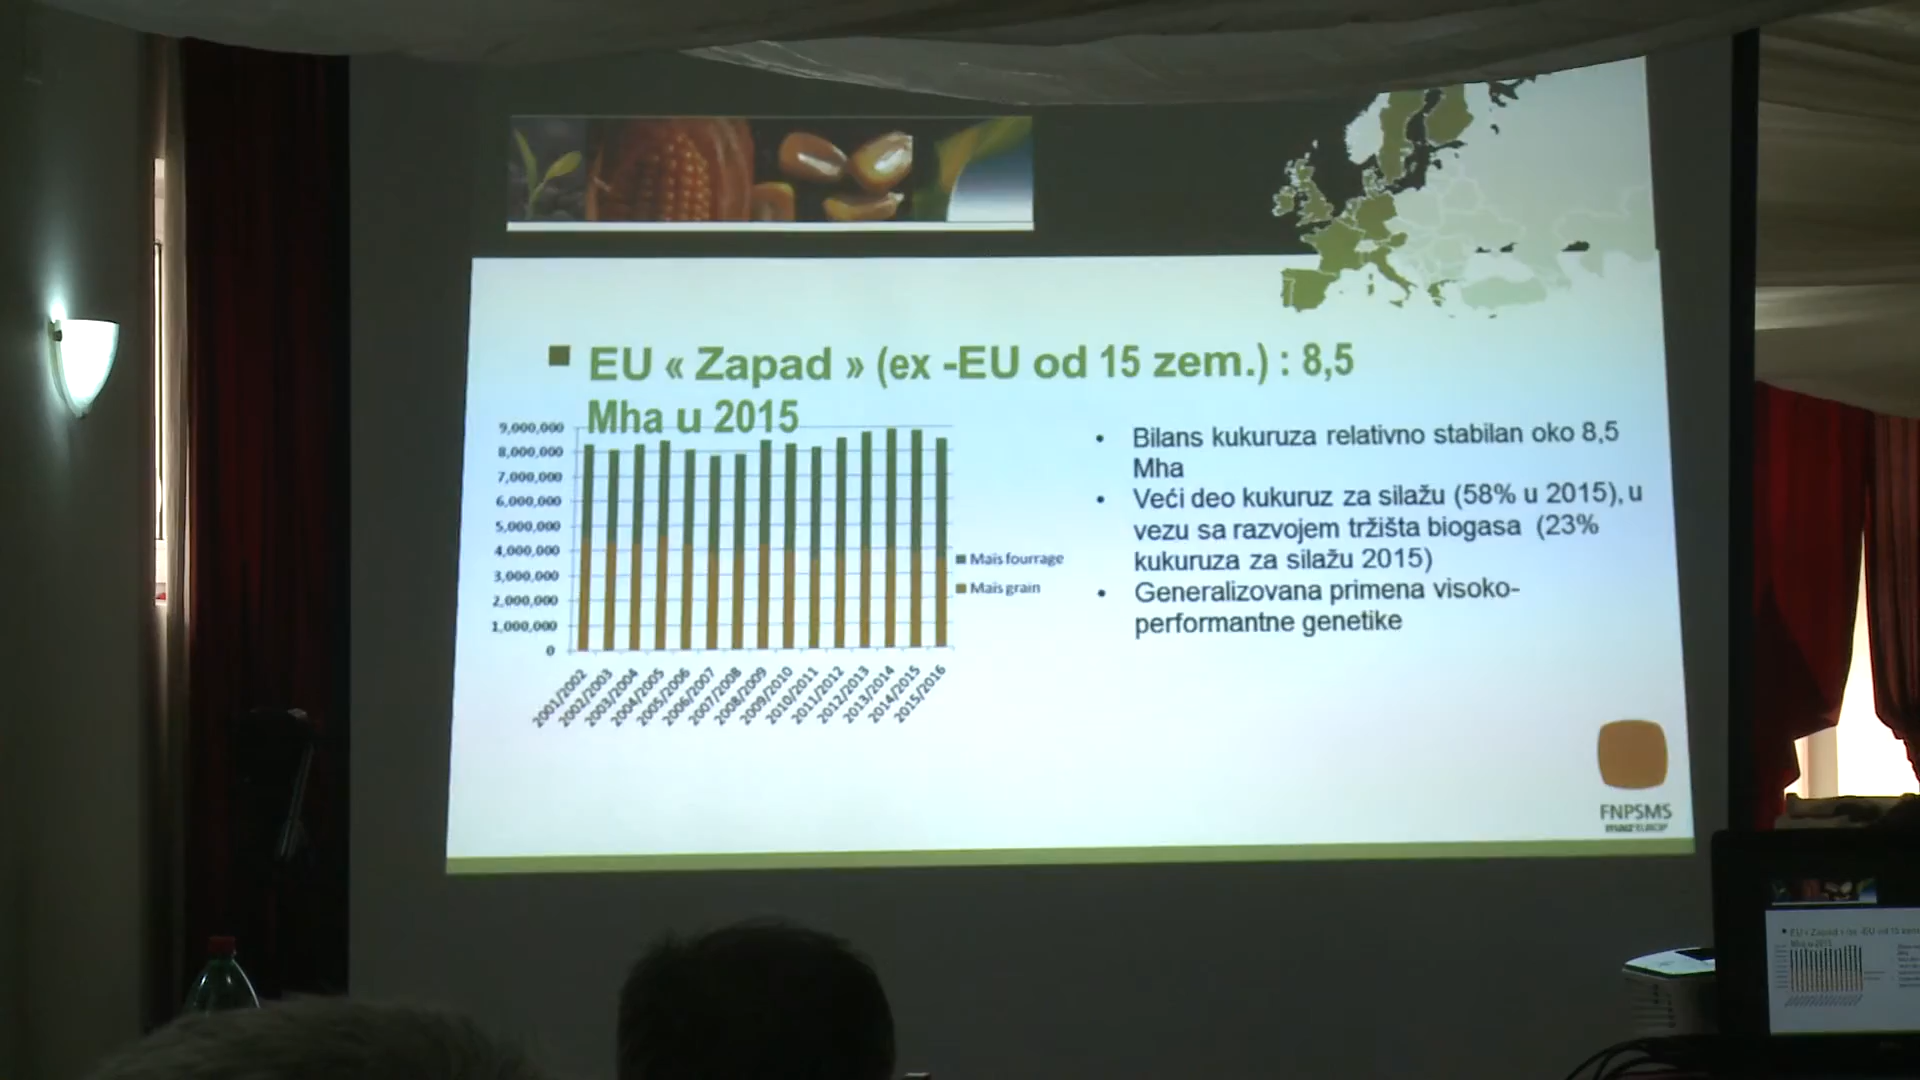 EU « Zapad » (ex -EU od 15 zem.) : 8,5
Mha u 2015
9,000,000
8,000,000
7,000,000
6,000,000
5,000,000
4,000,000
3,000,000
2,000,000
1,000,000
0
2001/2002
2002/2003
2003/2004
2004/2005
2005/2006
2006/2007
2007/2008
2008/2009
2009/2010
2010/2011
2011/2012
2012/2013
2013/2014
2014/2015
2015/2016
Maïs fourrage
Maïs grain
• Bilans kukuruza relativno stabilan oko 8,5
Mha
• Veći deo kukuruz za silažu (58% u 2015), u
vezu sa razvojem tržišta biogasa (23%
kukuruza za silažu 2015)
• Generalizovana primena visoko-
performantne genetike
FNPSMS